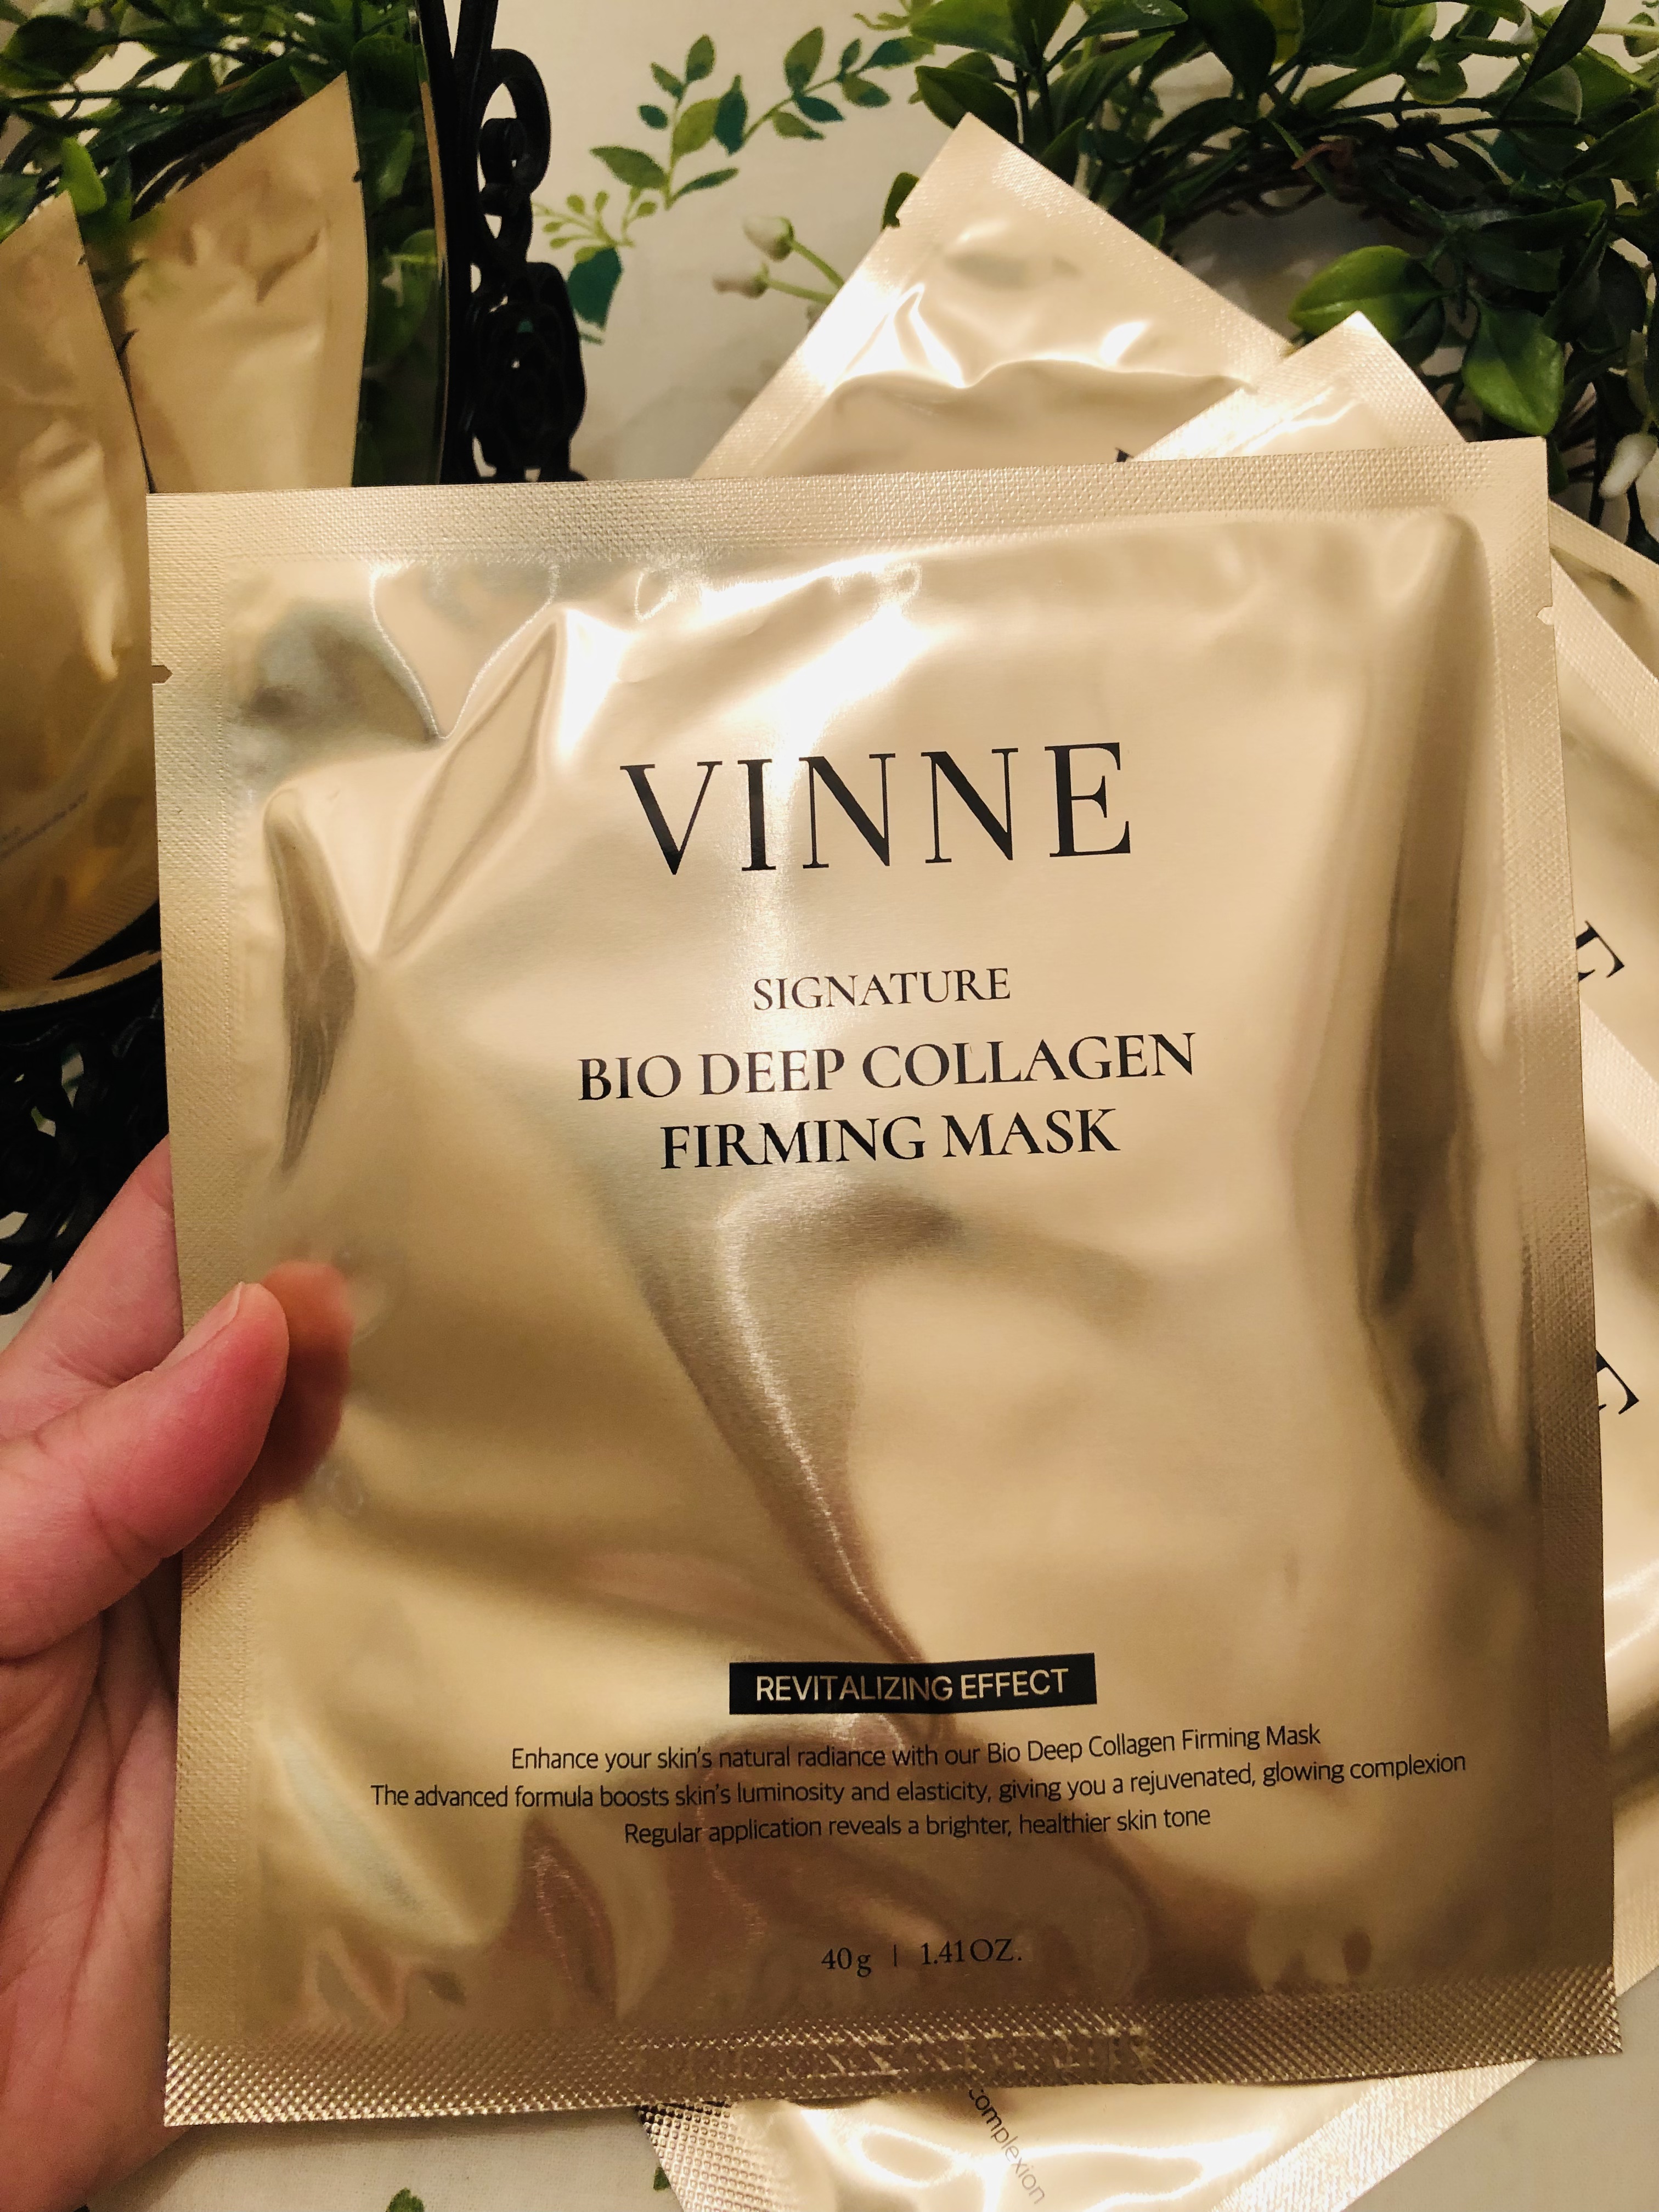 VINNE
SIGNATURE
BIO DEEP COLLAGEN
FIRMING MASK
REVITALIZING EFFECT
Enhance your skin's natural radiance with our Bio Deep Collagen Firming Mask
The advanced formula boosts skin's luminosity and elasticity, giving you a rejuvenated, glowing complexion
Regular application reveals a brighter, healthier skin tone
40g | 1.41OZ.
complexion